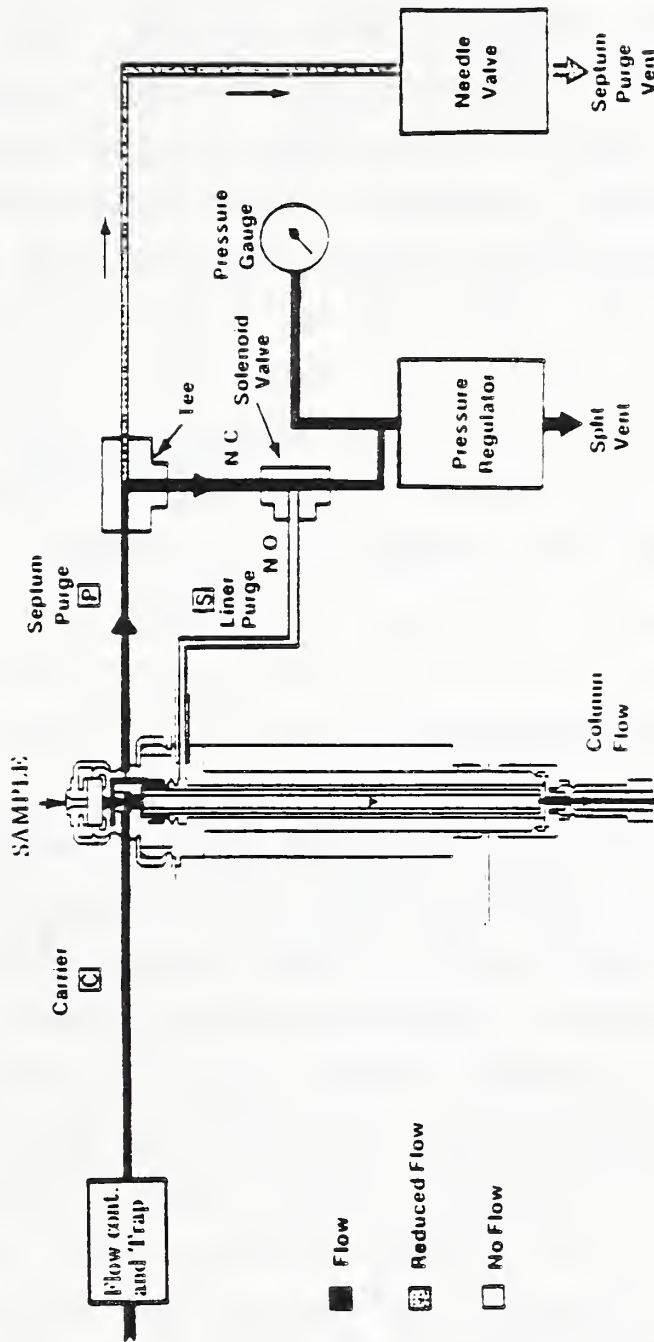 SAMPLE
Carrier
C
Flow cont.
and Trap
Septum
Purge
P
Tee
N C
Solenoid
Valve
Pressure
Gauge
S
Liner
Purge
N O
Pressure
Regulator
Split
Vent
Needle
Valve
Septum
Purge
Vent
Column
Flow
Flow
Reduced Flow
No Flow